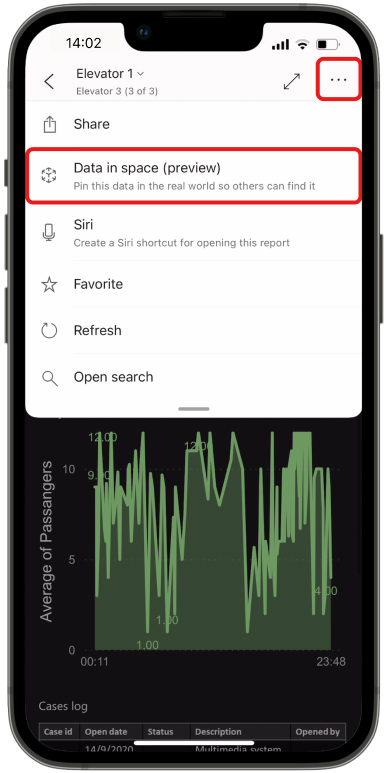 14:02
Elevator 1
Elevator 3 (3 of 3)
Share
Data in space (preview)
Pin this data in the real world so others can find it
Siri
Create a Siri shortcut for opening this report
Favorite
Refresh
Open search
12.00
12.00
10
9.00
Average of Passangers
5
4.00
1.00
1.00
0
00:11 23:48
Cases log
Case id Open date Status Description Opened by
14/9/2020 Multimedia system